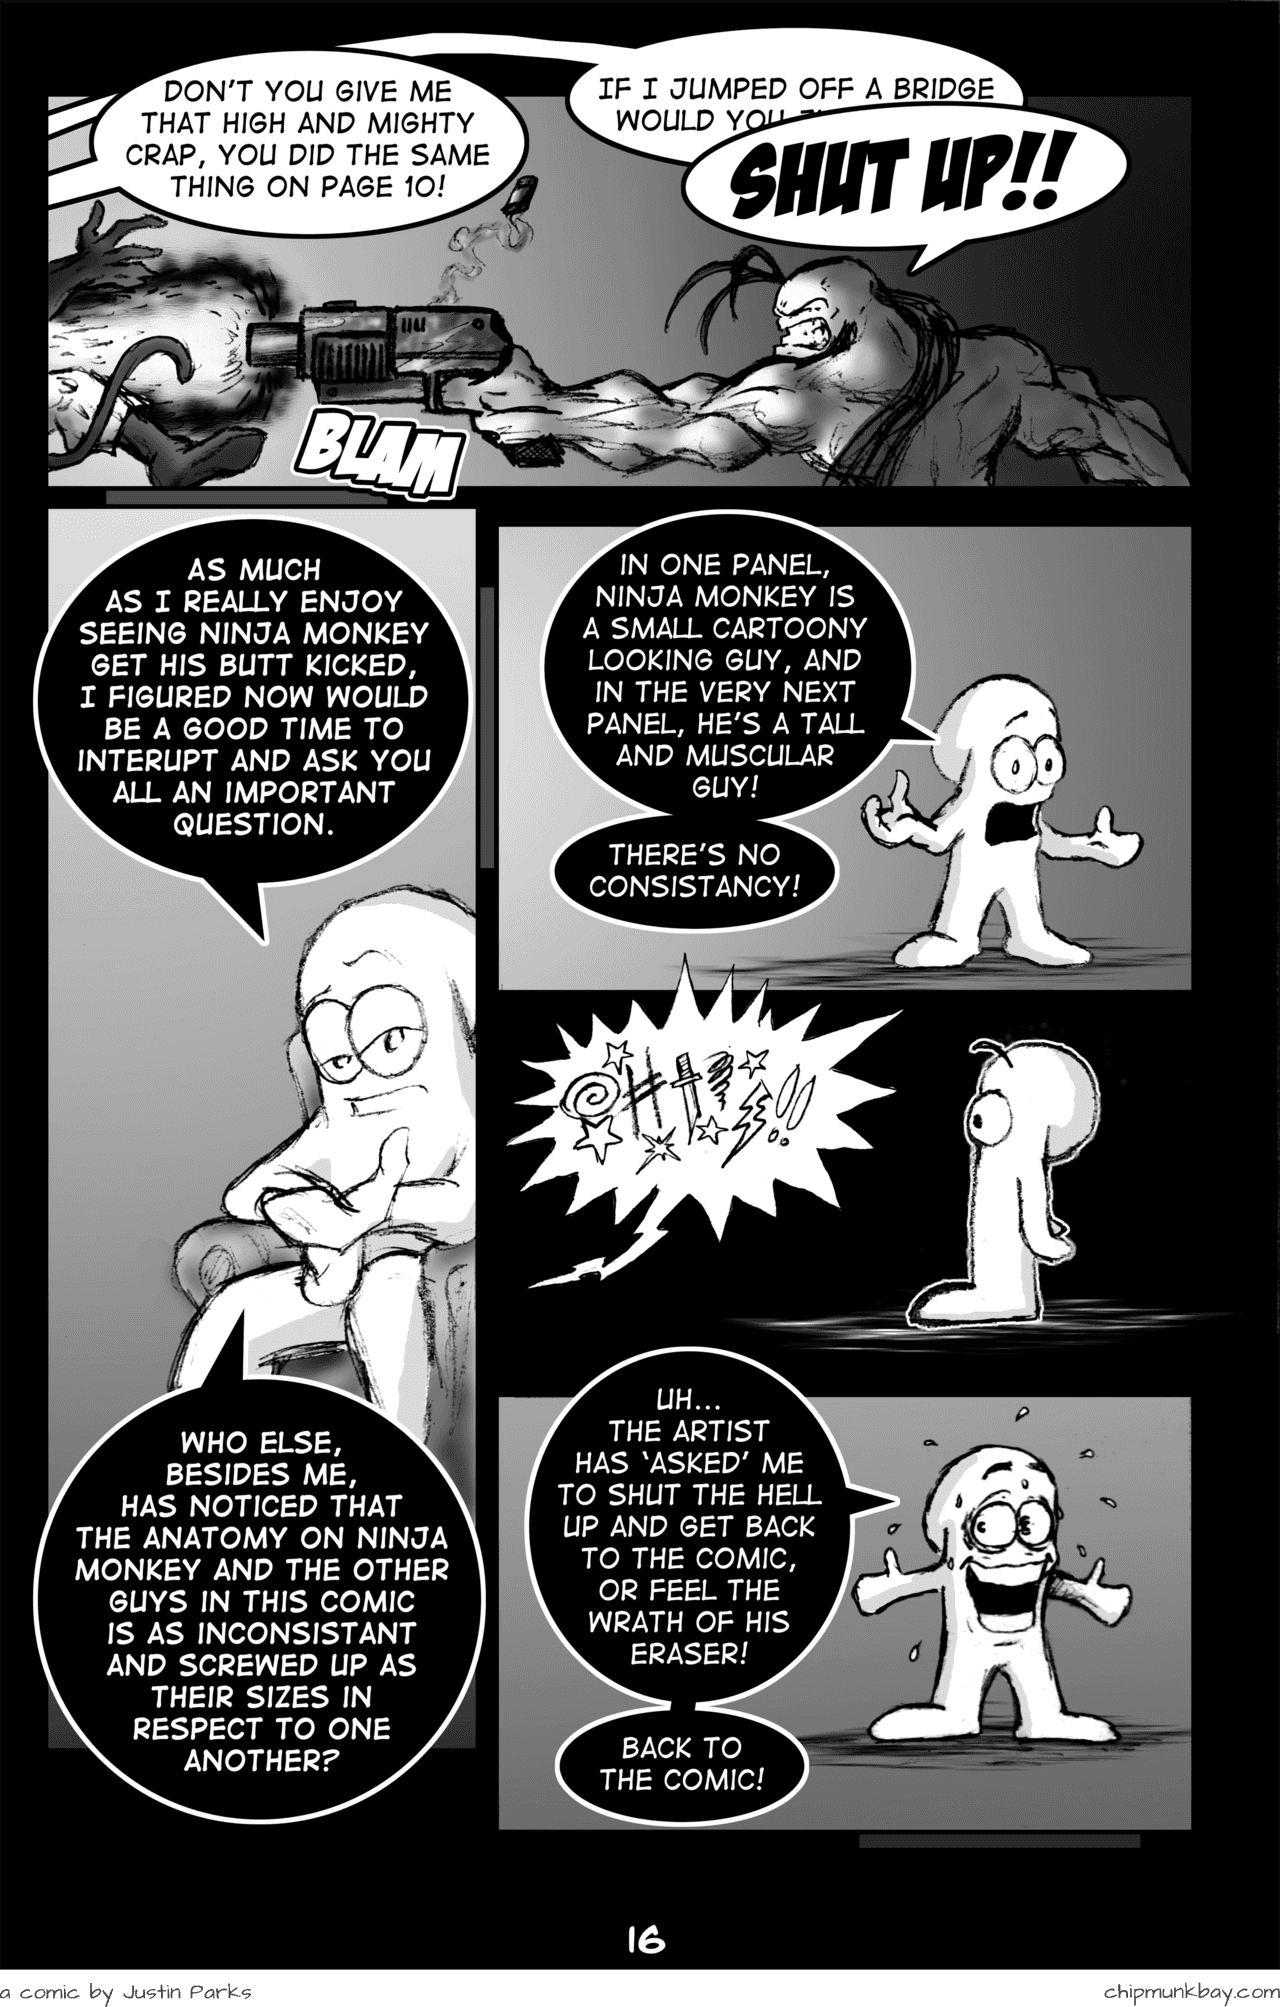 DON'T YOU GIVE ME
THAT HIGH AND MIGHTY
CRAP, YOU DID THE SAME
THING ON PAGE 10!
IF I JUMPED OFF A BRIDGE
WOULD YOU
SHUT UP!!
BLAM
AS MUCH
AS I REALLY ENJOY
SEEING NINJA MONKEY
GET HIS BUTT KICKED,
I FIGURED NOW WOULD
BE A GOOD TIME TO
INTERUPT AND ASK YOU
ALL AN IMPORTANT
QUESTION.
WHO ELSE,
BESIDES ME,
HAS NOTICED THAT
THE ANATOMY ON NINJA
MONKEY AND THE OTHER
GUYS IN THIS COMIC
IS AS INCONSISTANT
AND SCREWED UP AS
THEIR SIZES IN
RESPECT TO ONE
ANOTHER?
IN ONE PANEL,
NINJA MONKEY IS
A SMALL CARTOONY
LOOKING GUY, AND
IN THE VERY NEXT
PANEL, HE'S A TALL
AND MUSCULAR
GUY!
THERE'S NO
CONSISTANCY!
UH...
THE ARTIST
HAS 'ASKED' ME
TO SHUT THE HELL
UP AND GET BACK
TO THE COMIC,
OR FEEL THE
WRATH OF HIS
ERASER!
BACK TO
THE COMIC!
16
a comic by Justin Parks
chipmunkbay.com